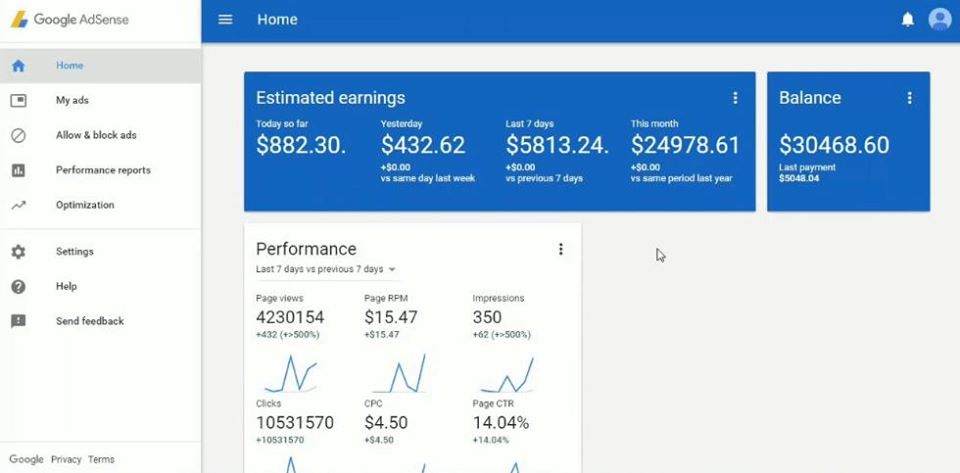 Google AdSense
Home
Home
My ads
Allow & block ads
Performance reports
Optimization
Settings
Help
Send feedback
Google Privacy Terms
Estimated earnings
Today so far Yesterday Last 7 days This month
$882.30. $432.62 $5813.24. $24978.61
+$0.00 +$0.00 +$0.00
vs same day last week vs previous 7 days vs same period last year
Balance
$30468.60
Last payment
$5048.04
Performance
Last 7 days vs previous 7 days
Page views Page RPM Impressions
4230154 $15.47 350
+432 (+>500%) +$15.47 +62 (+>500%)
Clicks CPC Page CTR
10531570 $4.50 14.04%
+10531570 +$4.50 +14.04%